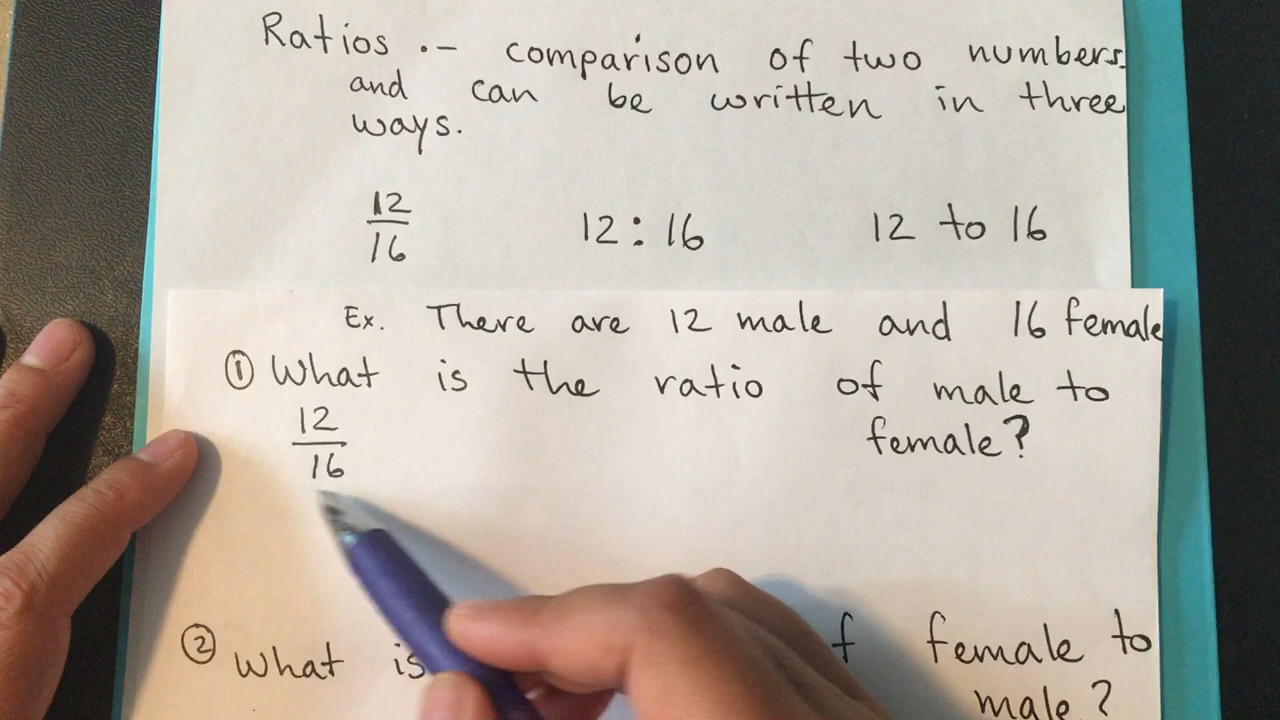 Ratios :- comparison of two numbers.
and can be written in three
ways.
12/16 12:16 12 to 16
Ex. There are 12 male and 16 female
① What is the ratio of male to
female?
12/16
② What is f female to
male?